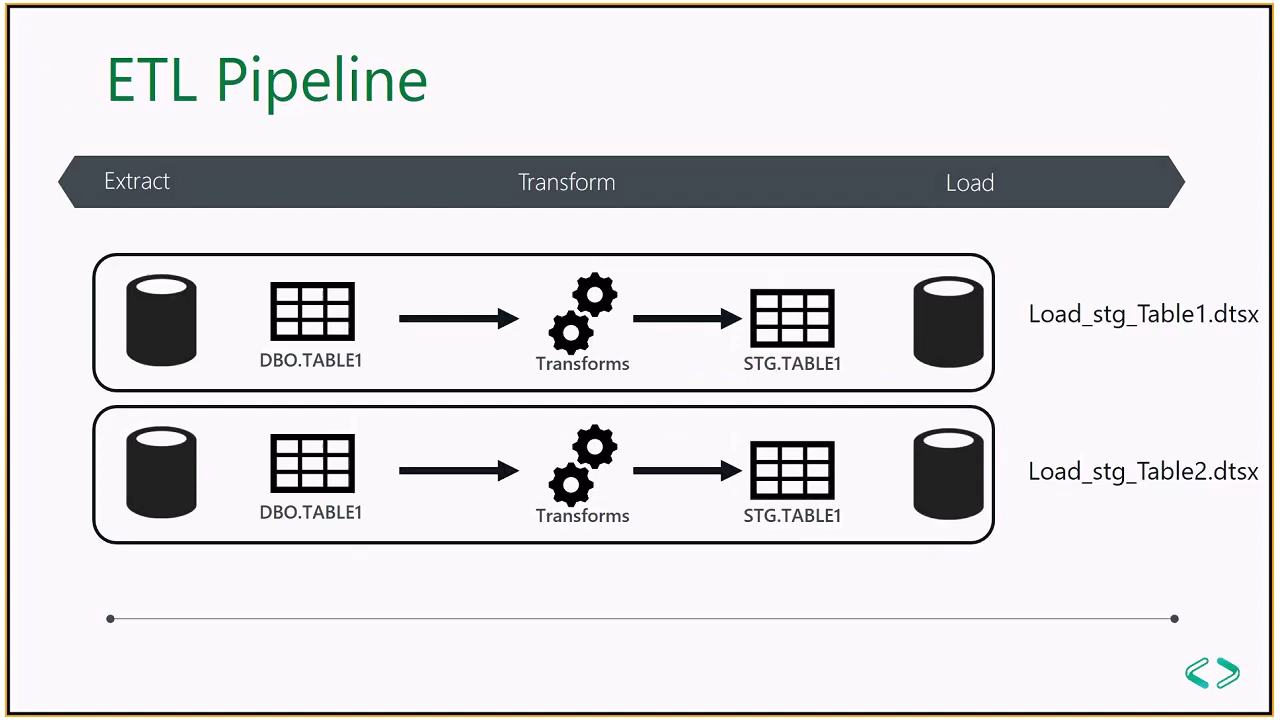 ETL Pipeline
Extract Transform Load
DBO.TABLE1 Transforms STG.TABLE1 Load_stg_Table1.dtsx
DBO.TABLE1 Transforms STG.TABLE1 Load_stg_Table2.dtsx